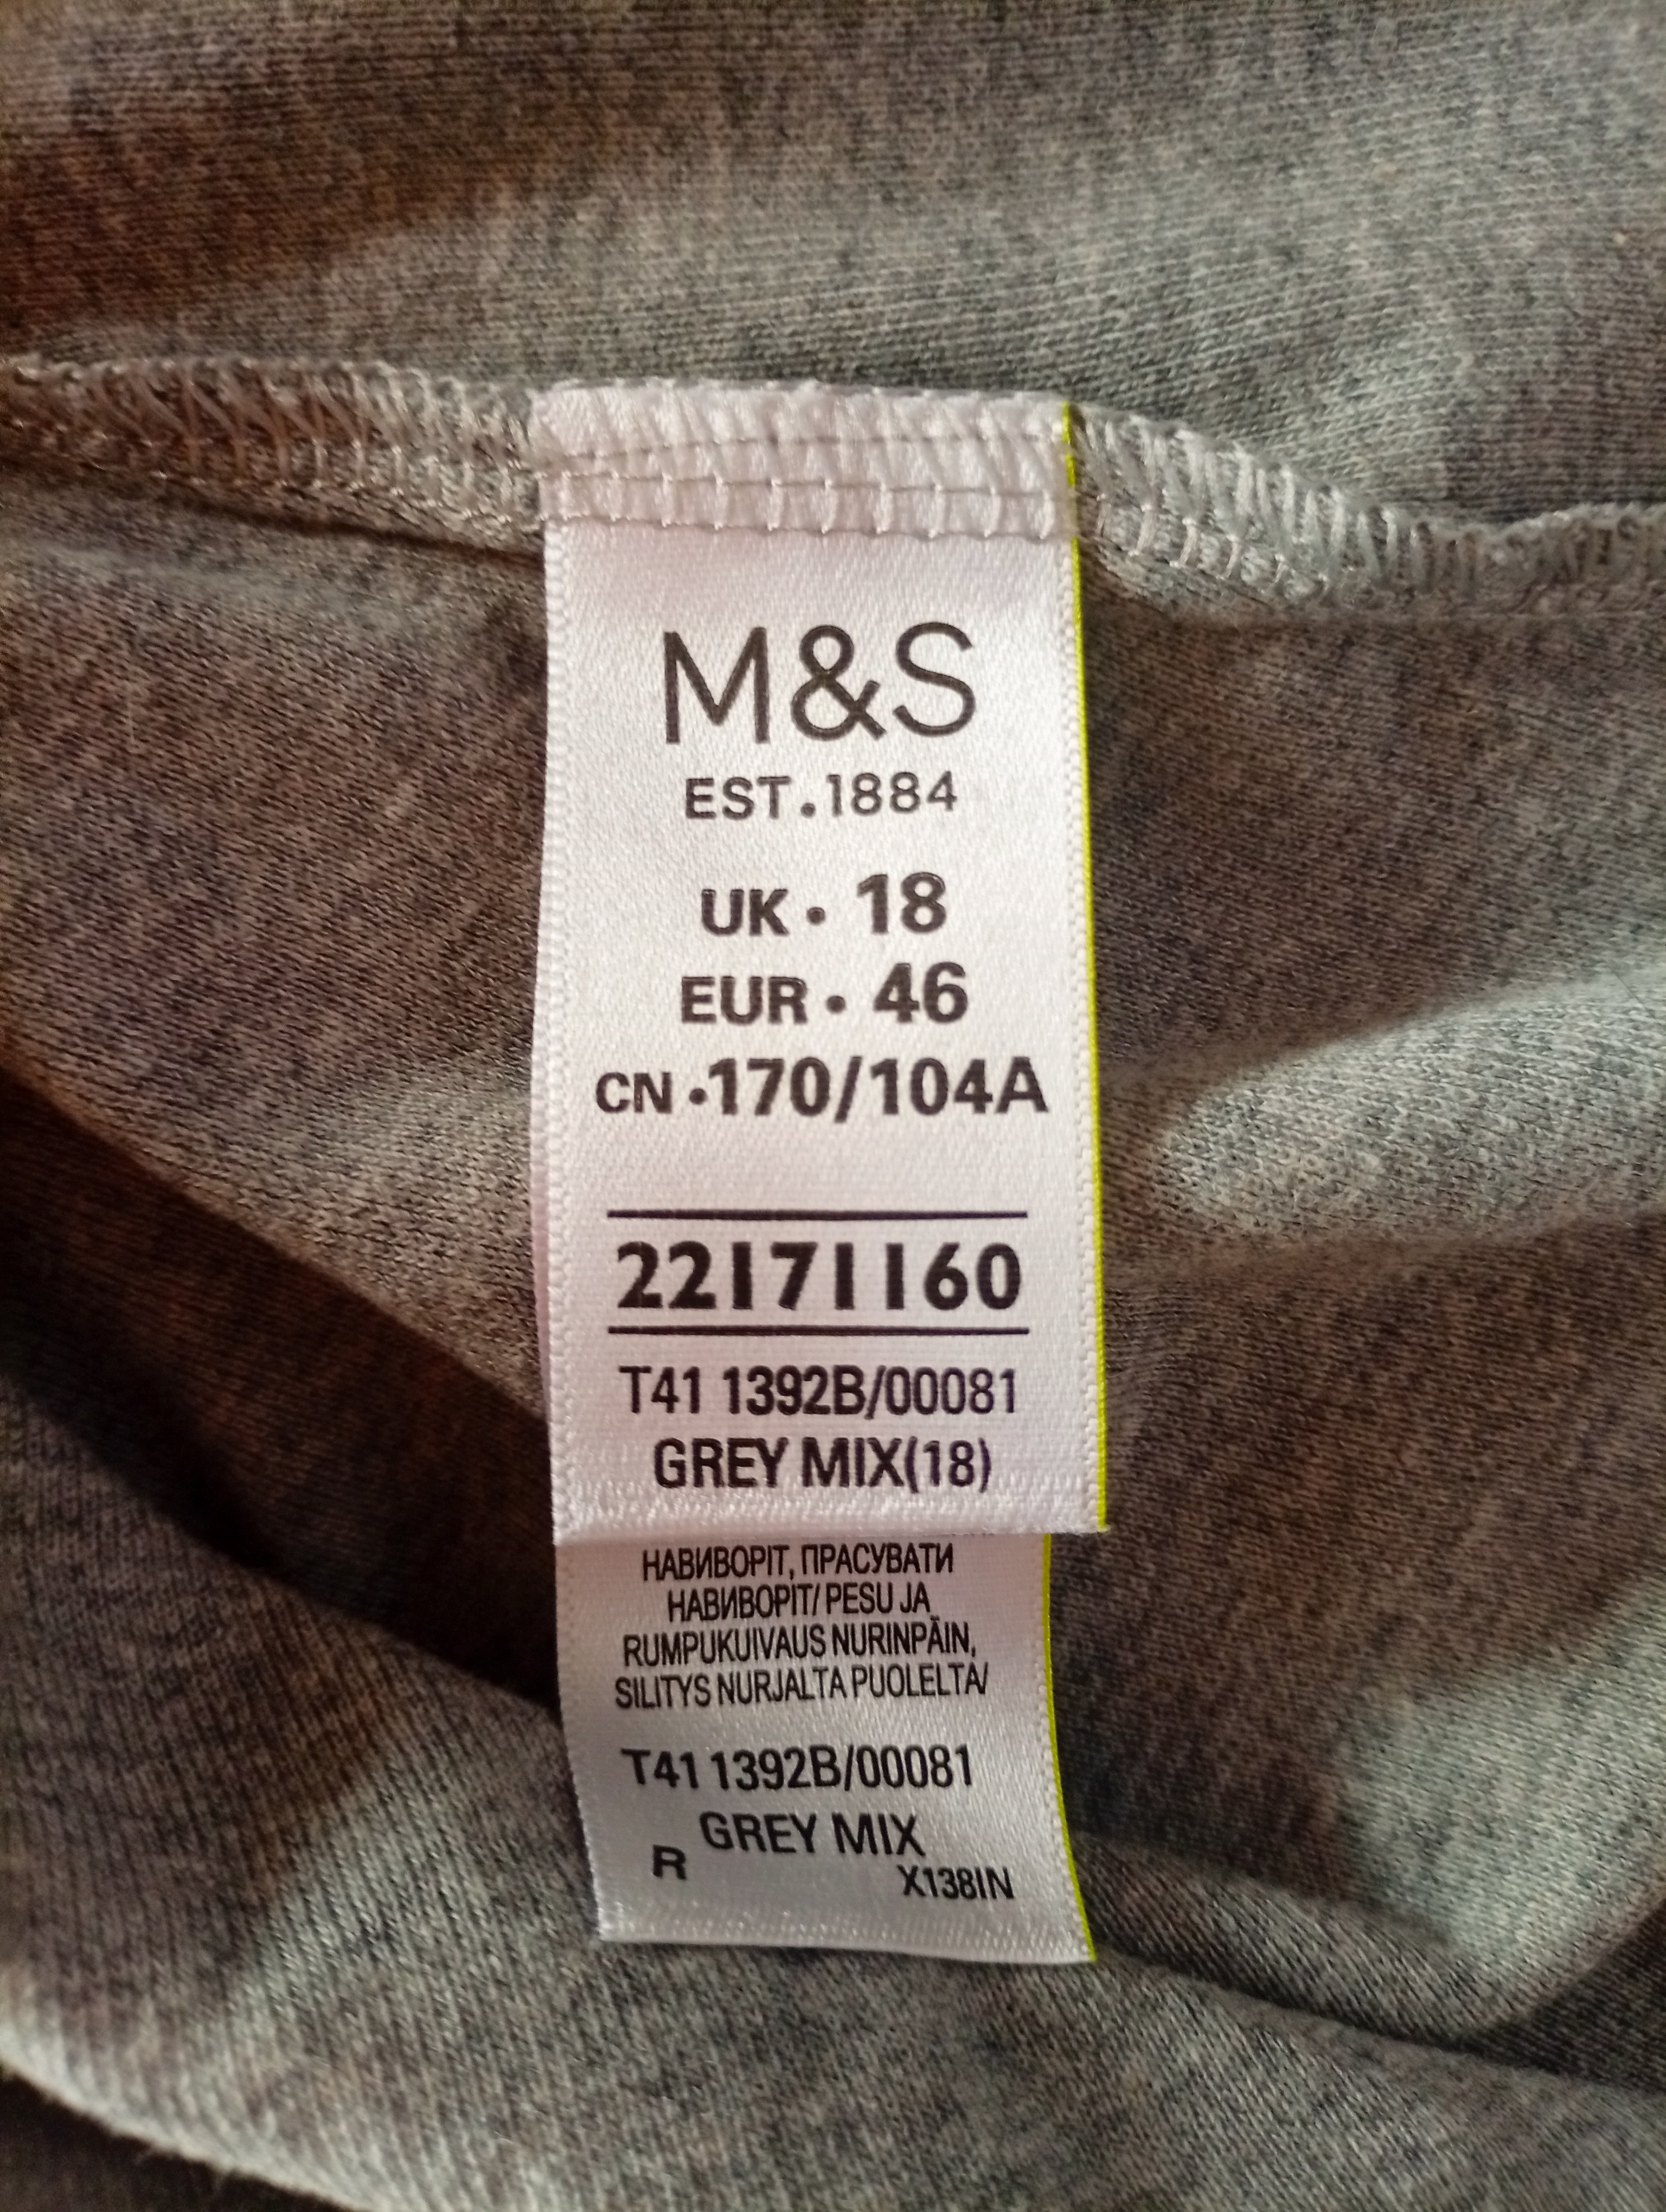 M&S
EST.1884
UK • 18
EUR • 46
CN •170/104A
22171160
T41 1392B/00081
GREY MIX(18)
НАВИВОРІТ, ПРАСУВАТИ
НАВИВОРІТ/ PESU JA
RUMPUKUIVAUS NURINPÄIN,
SILITYS NURJALTA PUOLELTA/
T41 1392B/00081
GREY MIX
R X138IN